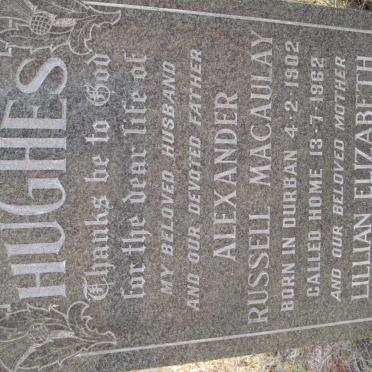 HUGHES
Thanks be to God
for the dear life of
MY BELOVED HUSBAND
AND OUR DEVOTED FATHER
ALEXANDER
RUSSELL MACAULAY
BORN IN DURBAN 4-2-1902
CALLED HOME 13-7-1962
AND OUR BELOVED MOTHER
LILLIAN ELIZABETH